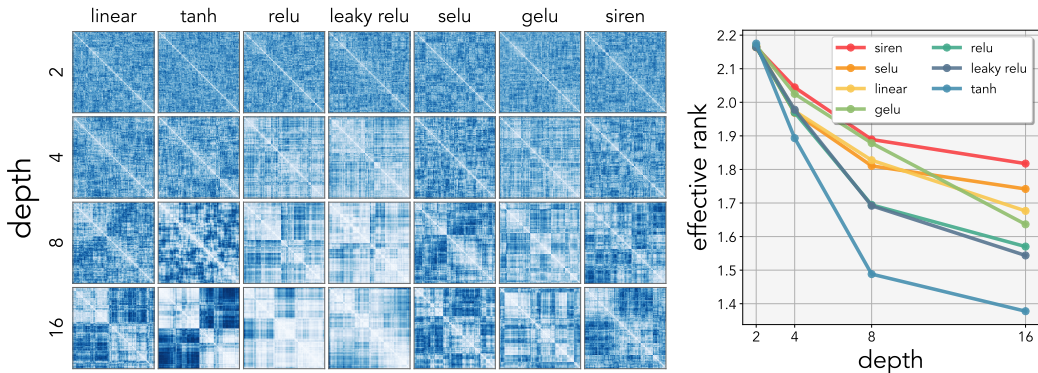 linear tanh relu leaky relu selu gelu siren
depth
2
4
8
16
effective rank
2.2
2.1
2.0
1.9
1.8
1.7
1.6
1.5
1.4
siren
selu
linear
gelu
relu
leaky relu
tanh
2 4 8 16
depth